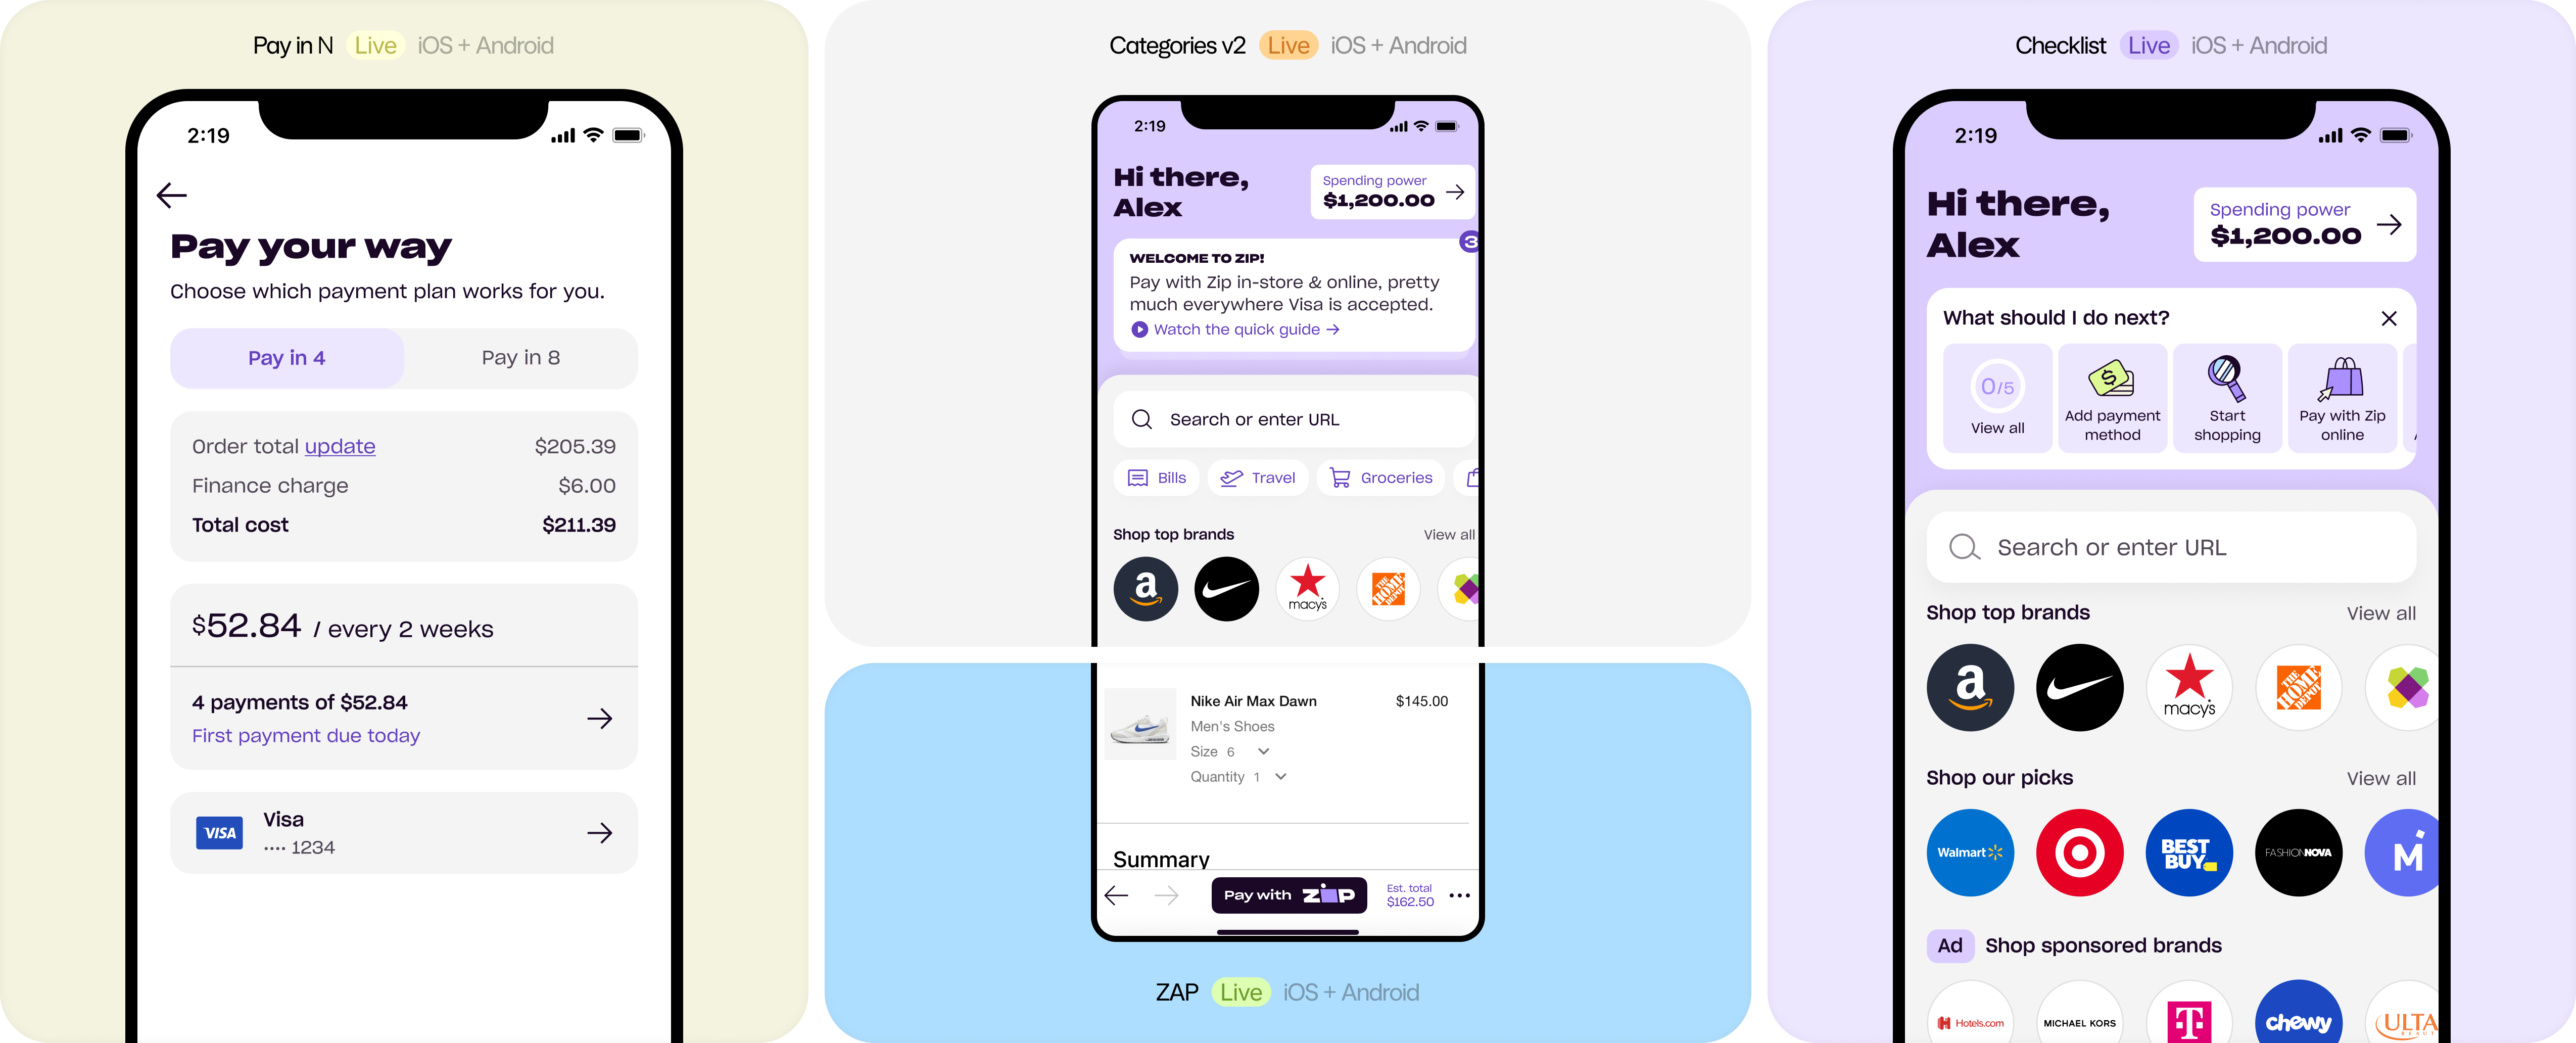 Pay in N Live iOS + Android
2:19
Pay your way
Choose which payment plan works for you.
Pay in 4 Pay in 8
Order total update $205.39
Finance charge $6.00
Total cost $211.39
$52.84 / every 2 weeks
4 payments of $52.84
First payment due today
VISA Visa
•••• 1234
Categories v2 Live iOS + Android
2:19
Hi there,
Alex
Spending power
$1,200.00
3
WELCOME TO ZIP!
Pay with Zip in-store & online, pretty
much everywhere Visa is accepted.
Watch the quick guide →
Search or enter URL
Bills Travel Groceries
Shop top brands View all
a macy's THE HOME DEPOT
Nike Air Max Dawn $145.00
Men's Shoes
Size 6
Quantity 1
Summary
Pay with ZIP
Est. total
$162.50
ZAP Live iOS + Android
Checklist Live iOS + Android
2:19
Hi there,
Alex
Spending power
$1,200.00
What should I do next?
0/5
View all
Add payment
method
Start
shopping
Pay with Zip
online
Search or enter URL
Shop top brands View all
a macy's THE HOME DEPOT
Shop our picks View all
Walmart BEST BUY FASHIONNOVA M
Ad Shop sponsored brands
H Hotels.com MICHAEL KORS T chewy ULTA